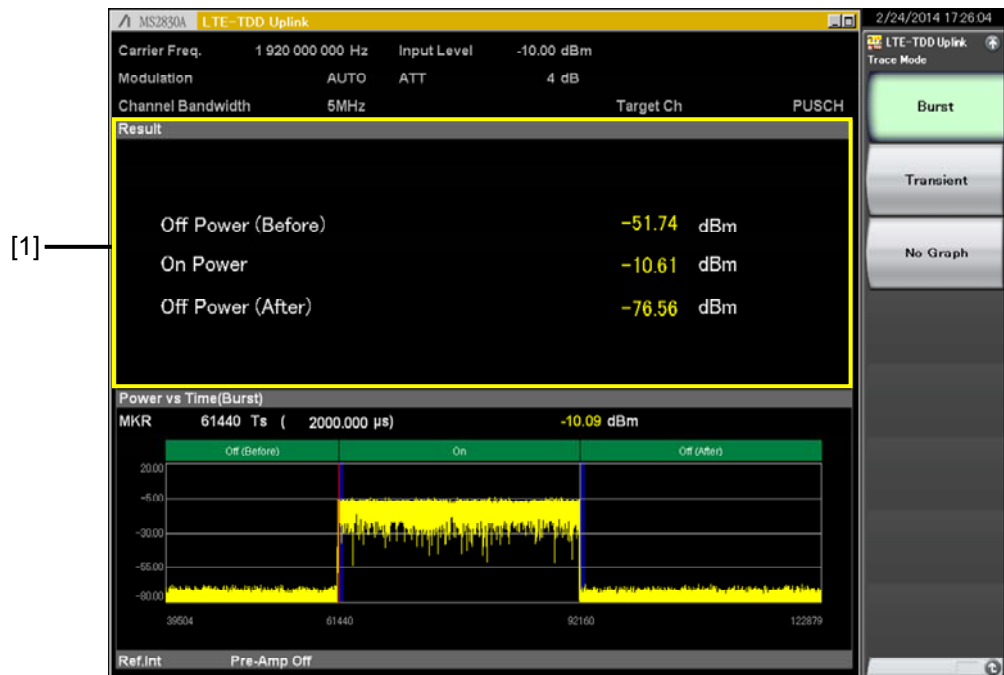 MS2830A LTE-TDD Uplink
Carrier Freq. 1 920 000 000 Hz Input Level -10.00 dBm
Modulation AUTO ATT 4 dB
Channel Bandwidth 5MHz Target Ch PUSCH
Result
[1]
Off Power (Before) -51.74 dBm
On Power -10.61 dBm
Off Power (After) -76.56 dBm
Power vs Time(Burst)
MKR 61440 Ts ( 2000.000 µs) -10.09 dBm
Off (Before) On Off (After)
20.00
-5.00
-30.00
-55.00
-80.00
39504 61440 92160 122879
Ref.Int Pre-Amp Off
2/24/2014 17:26:04
LTE-TDD Uplink
Trace Mode
Burst
Transient
No Graph